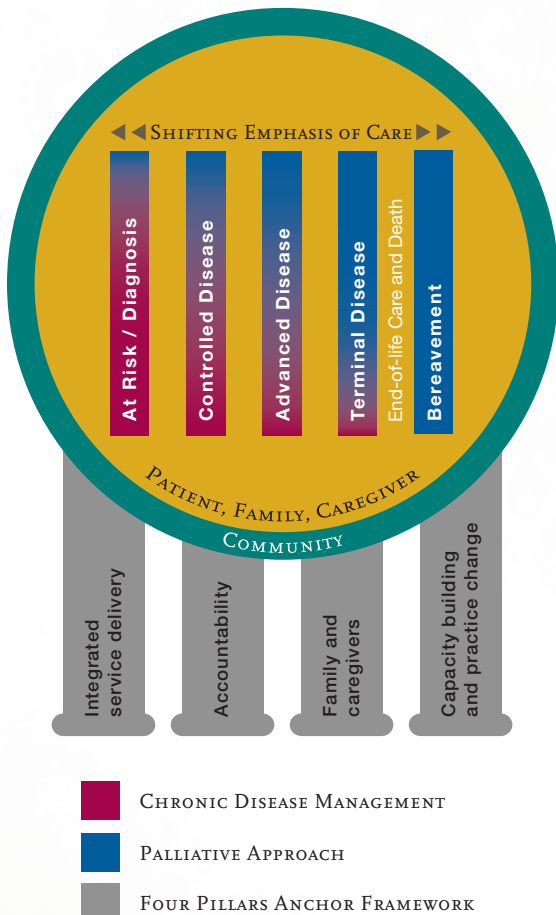 Shifting Emphasis of Care
At Risk / Diagnosis
Controlled Disease
Advanced Disease
Terminal Disease
End-of-life Care and Death
Bereavement
Patient, Family, Caregiver
Community
Integrated
service delivery
Accountability
Family and
caregivers
Capacity building
and practice change
Chronic Disease Management
Palliative Approach
Four Pillars Anchor Framework